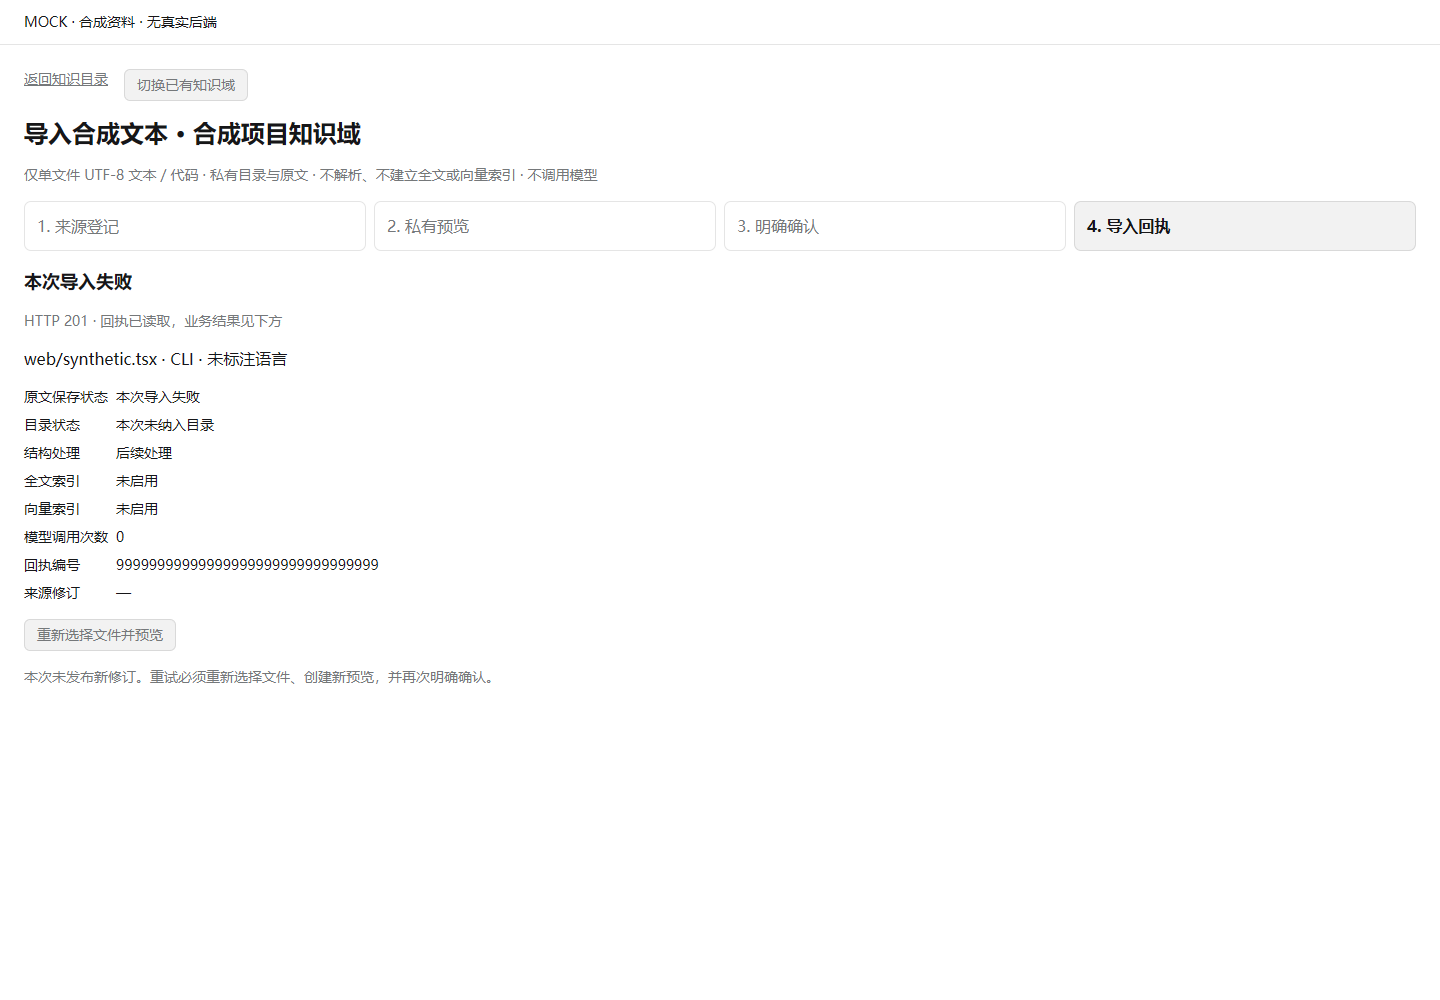 MOCK · 合成资料 · 无真实后端
返回知识目录 切换已有知识域
导入合成文本 · 合成项目知识域
仅单文件 UTF-8 文本 / 代码 · 私有目录与原文 · 不解析、不建立全文或向量索引 · 不调用模型
1. 来源登记 2. 私有预览 3. 明确确认 4. 导入回执
本次导入失败
HTTP 201 · 回执已读取，业务结果见下方
web/synthetic.tsx · CLI · 未标注语言
原文保存状态 本次导入失败
目录状态 本次未纳入目录
结构处理 后续处理
全文索引 未启用
向量索引 未启用
模型调用次数 0
回执编号 99999999999999999999999999999999
来源修订 —
重新选择文件并预览
本次未发布新修订。重试必须重新选择文件、创建新预览，并再次明确确认。